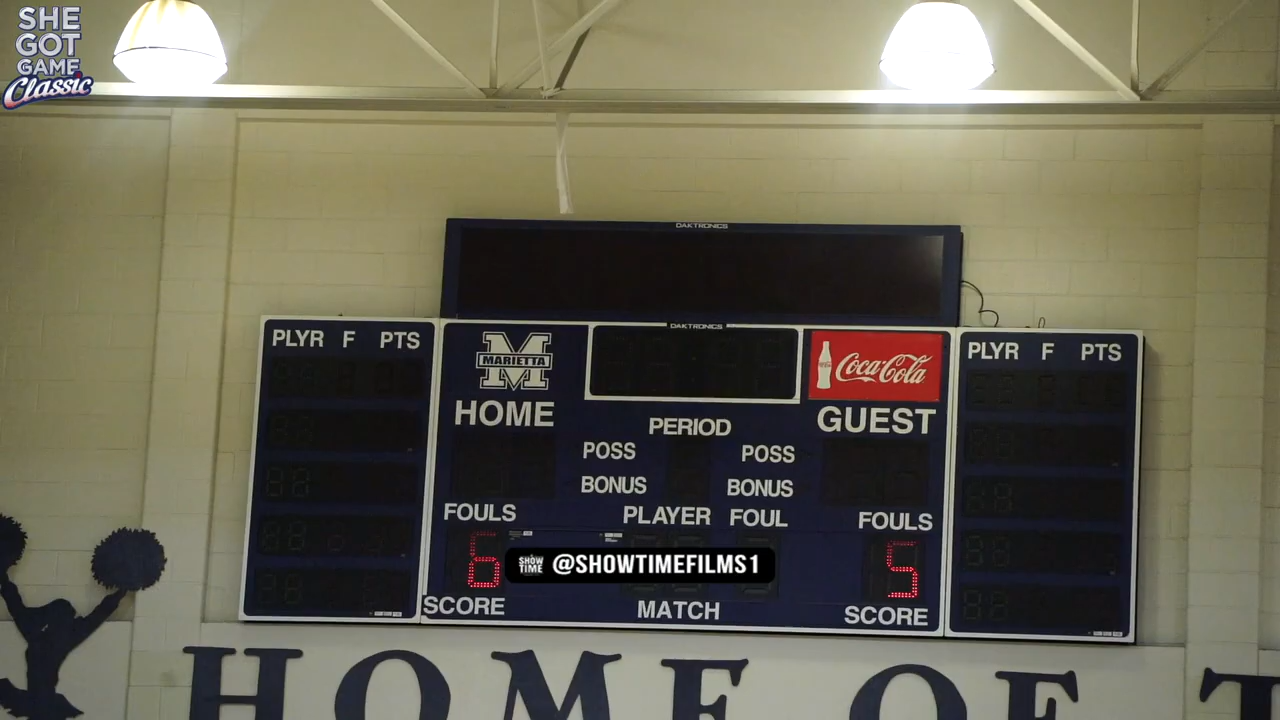 SHE
GOT
GAME
Classic
DAKTRONICS
DAKTRONICS
PLYR F PTS
MARIETTA
M
Coca-Cola
PLYR F PTS
HOME
GUEST
PERIOD
POSS
POSS
BONUS
BONUS
FOULS
PLAYER FOUL
FOULS
6
5
SHOW
TIME
@SHOWTIMEFILMS1
SCORE
MATCH
SCORE
HOME OF T